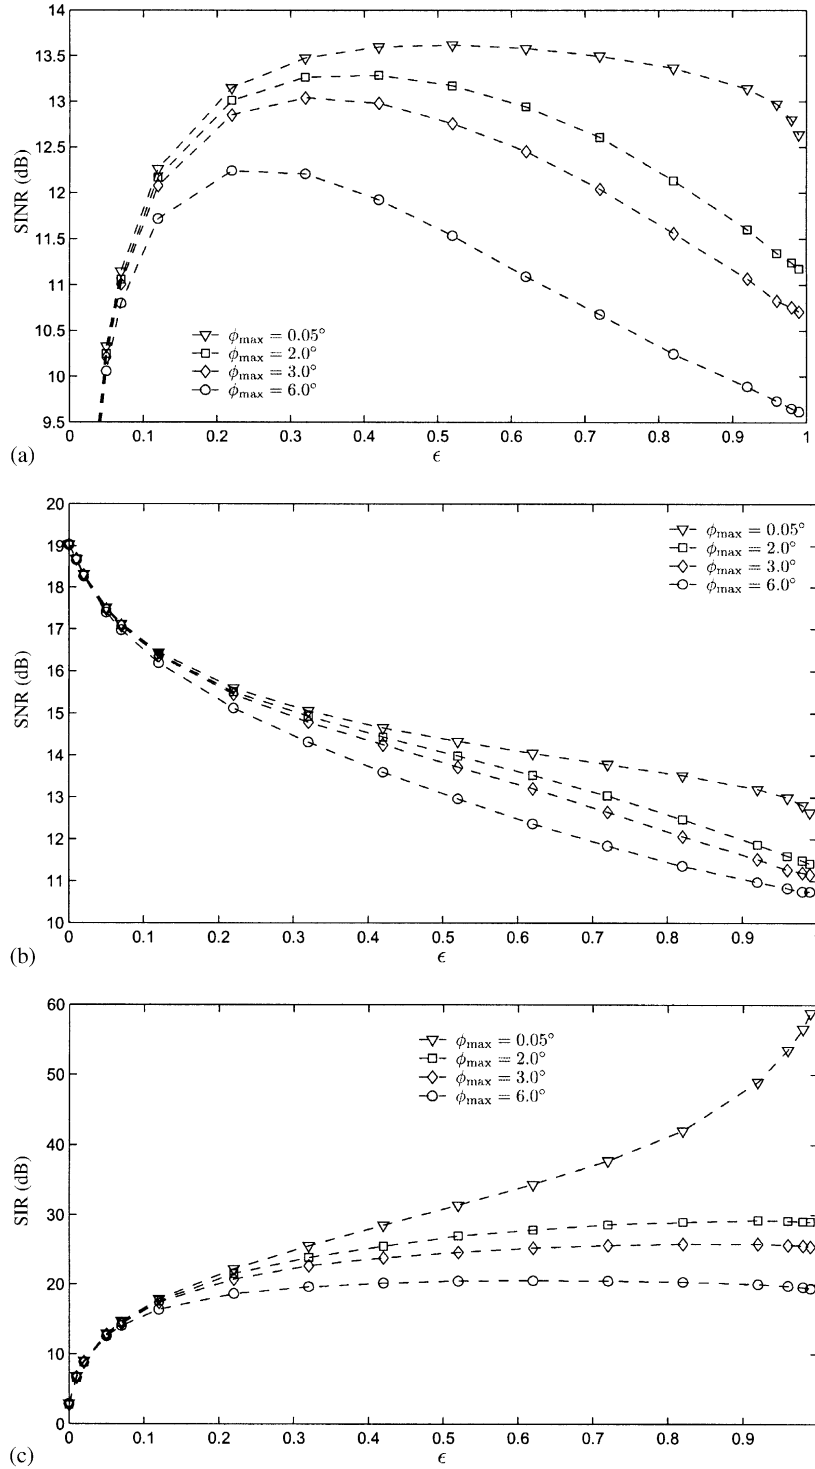 14
13.5
13
12.5
12
11.5
11
10.5
10
9.5
SINR (dB)
ϕmax = 0.05°
ϕmax = 2.0°
ϕmax = 3.0°
ϕmax = 6.0°
0 0.1 0.2 0.3 0.4 0.5 0.6 0.7 0.8 0.9 1
(a)
ϵ
20
19
18
17
16
15
14
13
12
11
10
SNR (dB)
ϕmax = 0.05°
ϕmax = 2.0°
ϕmax = 3.0°
ϕmax = 6.0°
0 0.1 0.2 0.3 0.4 0.5 0.6 0.7 0.8 0.9
(b)
ϵ
60
50
40
30
20
10
0
SIR (dB)
ϕmax = 0.05°
ϕmax = 2.0°
ϕmax = 3.0°
ϕmax = 6.0°
0 0.1 0.2 0.3 0.4 0.5 0.6 0.7 0.8 0.9
(c)
ϵ